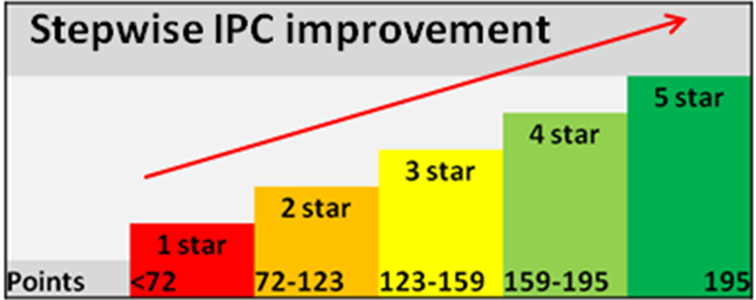 Stepwise IPC improvement
5 star
4 star
3 star
2 star
1 star
Points <72 72-123 123-159 159-195 195